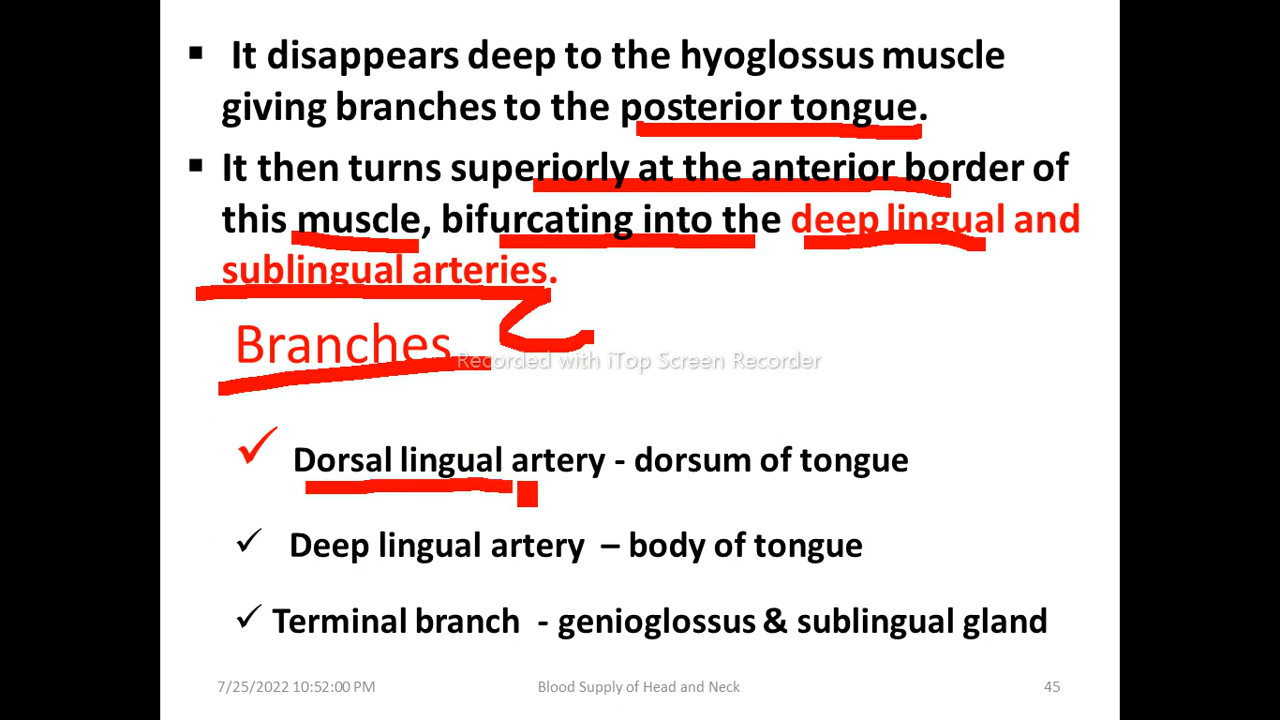 ▪ It disappears deep to the hyoglossus muscle
giving branches to the posterior tongue.
▪ It then turns superiorly at the anterior border of
this muscle, bifurcating into the deep lingual and
sublingual arteries.
Branches
Recorded with iTop Screen Recorder
✓ Dorsal lingual artery - dorsum of tongue
✓ Deep lingual artery – body of tongue
✓ Terminal branch - genioglossus & sublingual gland
7/25/2022 10:52:00 PM Blood Supply of Head and Neck 45